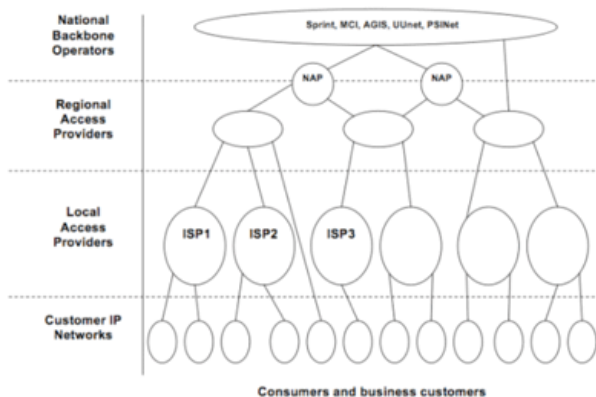 National
Backbone
Operators
Sprint, MCI, AGIS, UUnet, PSINet
NAP
NAP
Regional
Access
Providers
Local
Access
Providers
ISP1
ISP2
ISP3
Customer IP
Networks
Consumers and business customers